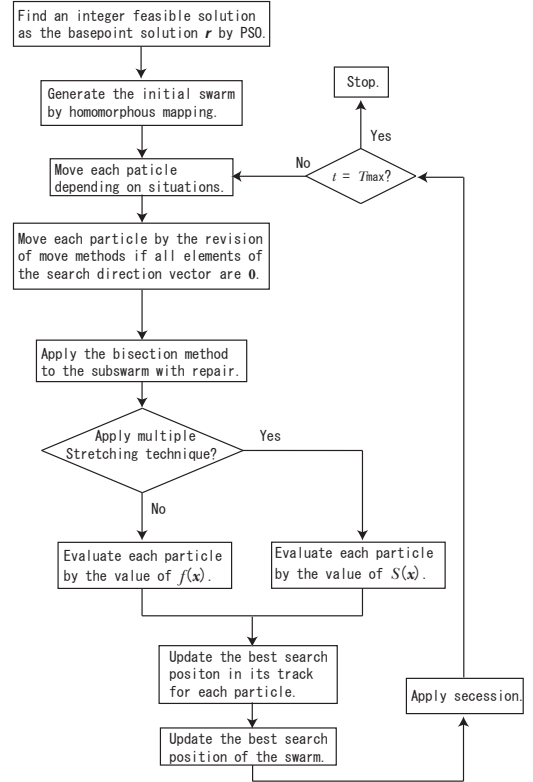 Find an integer feasible solution
as the basepoint solution r by PSO.
Generate the initial swarm
by homomorphous mapping.
Stop.
Yes
No
t = Tmax?
Move each paticle
depending on situations.
Move each particle by the revision
of move methods if all elements of
the search direction vector are 0.
Apply the bisection method
to the subswarm with repair.
Apply multiple
Stretching technique?
Yes
No
Evaluate each particle
by the value of f(x).
Evaluate each particle
by the value of S(x).
Update the best search
positon in its track
for each particle.
Apply secession.
Update the best search
position of the swarm.